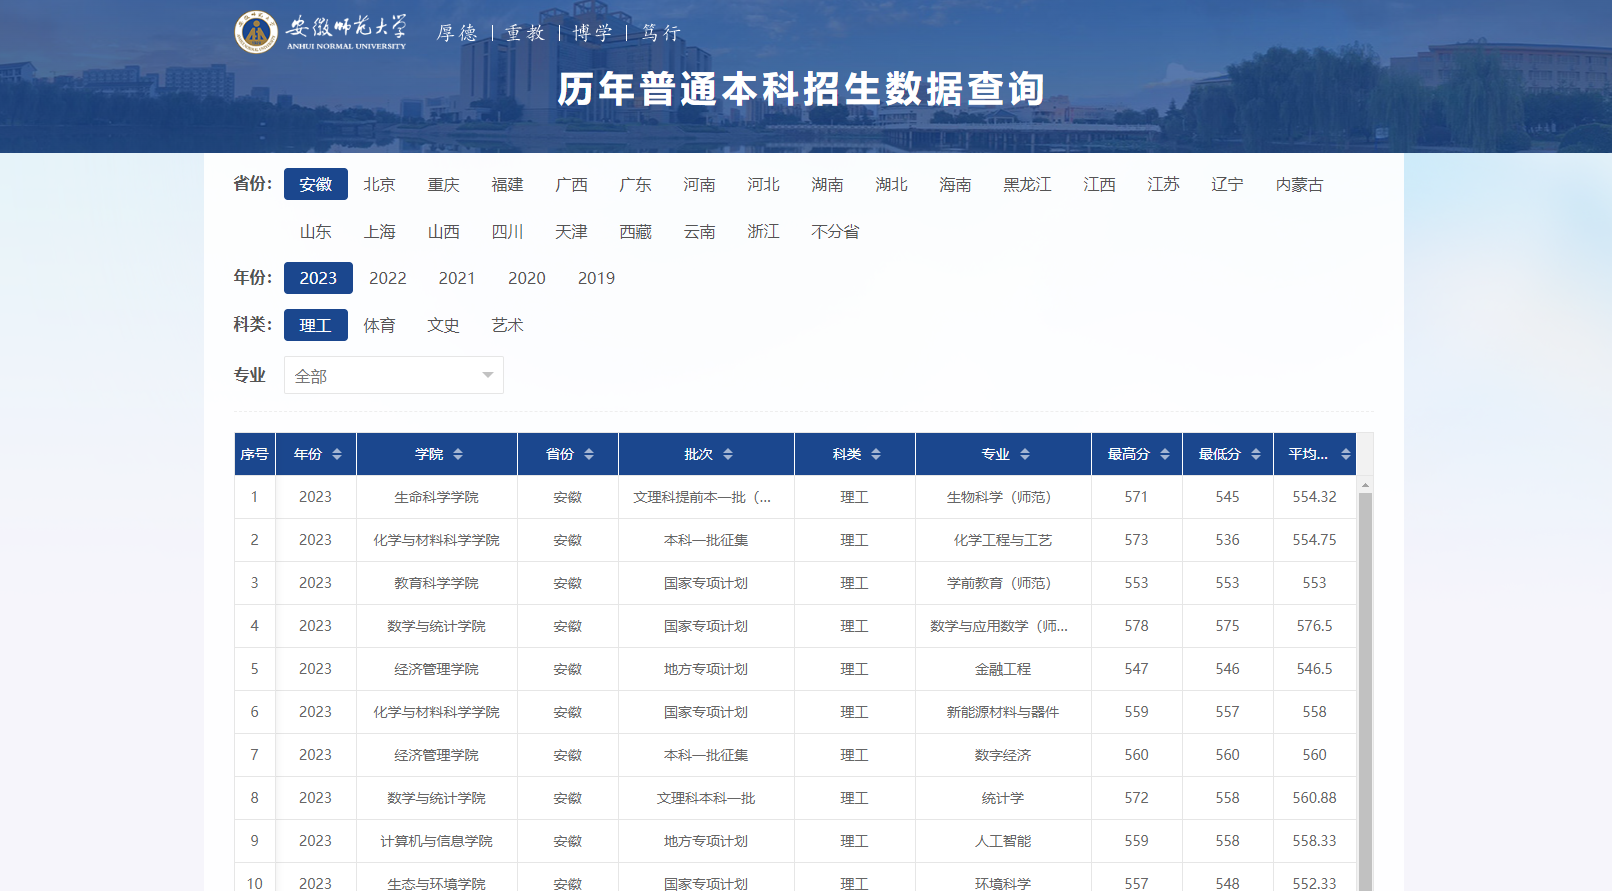 安徽师范大学 厚德 | 重教 | 博学 | 笃行
ANHUI NORMAL UNIVERSITY
历年普通本科招生数据查询
省份： 安徽 北京 重庆 福建 广西 广东 河南 河北 湖南 湖北 海南 黑龙江 江西 江苏 辽宁 内蒙古
山东 上海 山西 四川 天津 西藏 云南 浙江 不分省
年份： 2023 2022 2021 2020 2019
科类： 理工 体育 文史 艺术
专业 全部
序号 年份 学院 省份 批次 科类 专业 最高分 最低分 平均...
1 2023 生命科学学院 安徽 文理科提前本一批（... 理工 生物科学（师范） 571 545 554.32
2 2023 化学与材料科学学院 安徽 本科一批征集 理工 化学工程与工艺 573 536 554.75
3 2023 教育科学学院 安徽 国家专项计划 理工 学前教育（师范） 553 553 553
4 2023 数学与统计学院 安徽 国家专项计划 理工 数学与应用数学（师... 578 575 576.5
5 2023 经济管理学院 安徽 地方专项计划 理工 金融工程 547 546 546.5
6 2023 化学与材料科学学院 安徽 国家专项计划 理工 新能源材料与器件 559 557 558
7 2023 经济管理学院 安徽 本科一批征集 理工 数字经济 560 560 560
8 2023 数学与统计学院 安徽 文理科本科一批 理工 统计学 572 558 560.88
9 2023 计算机与信息学院 安徽 地方专项计划 理工 人工智能 559 558 558.33
10 2023 生态与环境学院 安徽 国家专项计划 理工 环境科学 557 548 552.33